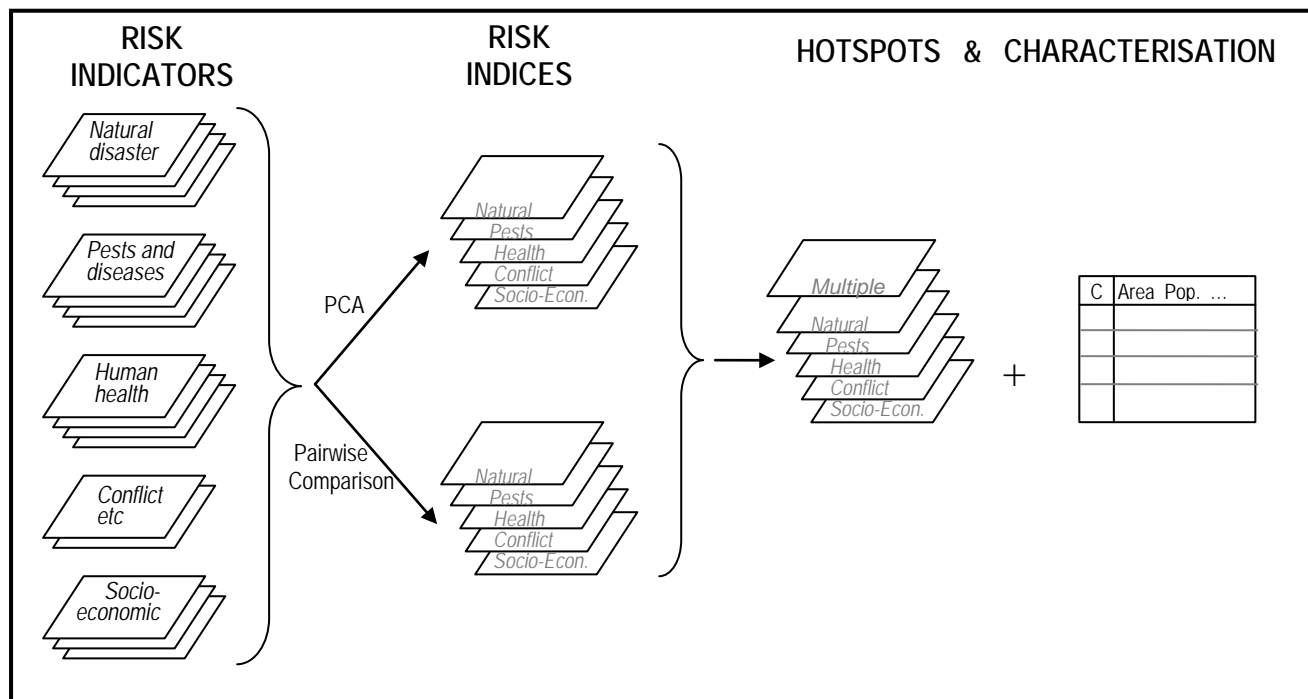 RISK
INDICATORS
RISK
INDICES
HOTSPOTS & CHARACTERISATION
Natural
disaster
Pests and
diseases
Human
health
Conflict
etc
Socio-
economic
PCA
Pairwise
Comparison
Natural
Pests
Health
Conflict
Socio-Econ.
Natural
Pests
Health
Conflict
Socio-Econ.
Multiple
Natural
Pests
Health
Conflict
Socio-Econ.
+
C Area Pop. ...